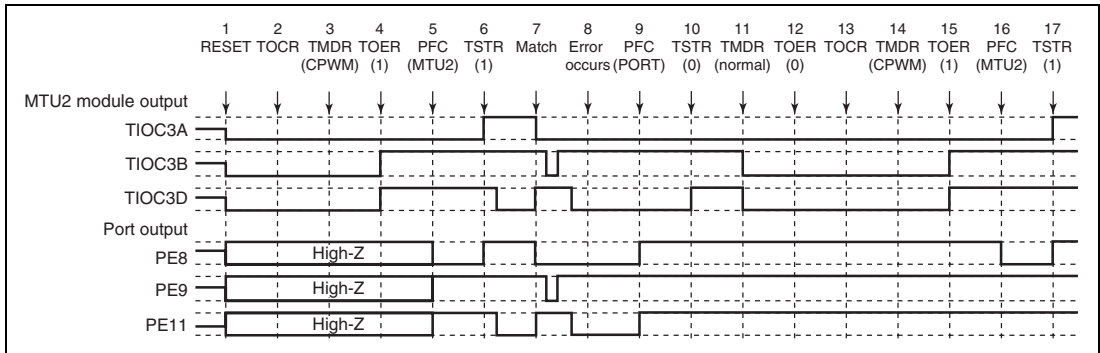 1 2 3 4 5 6 7 8 9 10 11 12 13 14 15 16 17
RESET TOCR TMDR TOER PFC TSTR Match Error PFC TSTR TMDR TOER TOCR TMDR TOER PFC TSTR
(CPWM) (1) (MTU2) (1) occurs (PORT) (0) (normal) (0) (CPWM) (1) (MTU2) (1)
MTU2 module output
TIOC3A
TIOC3B
TIOC3D
Port output
PE8 High-Z
PE9 High-Z
PE11 High-Z